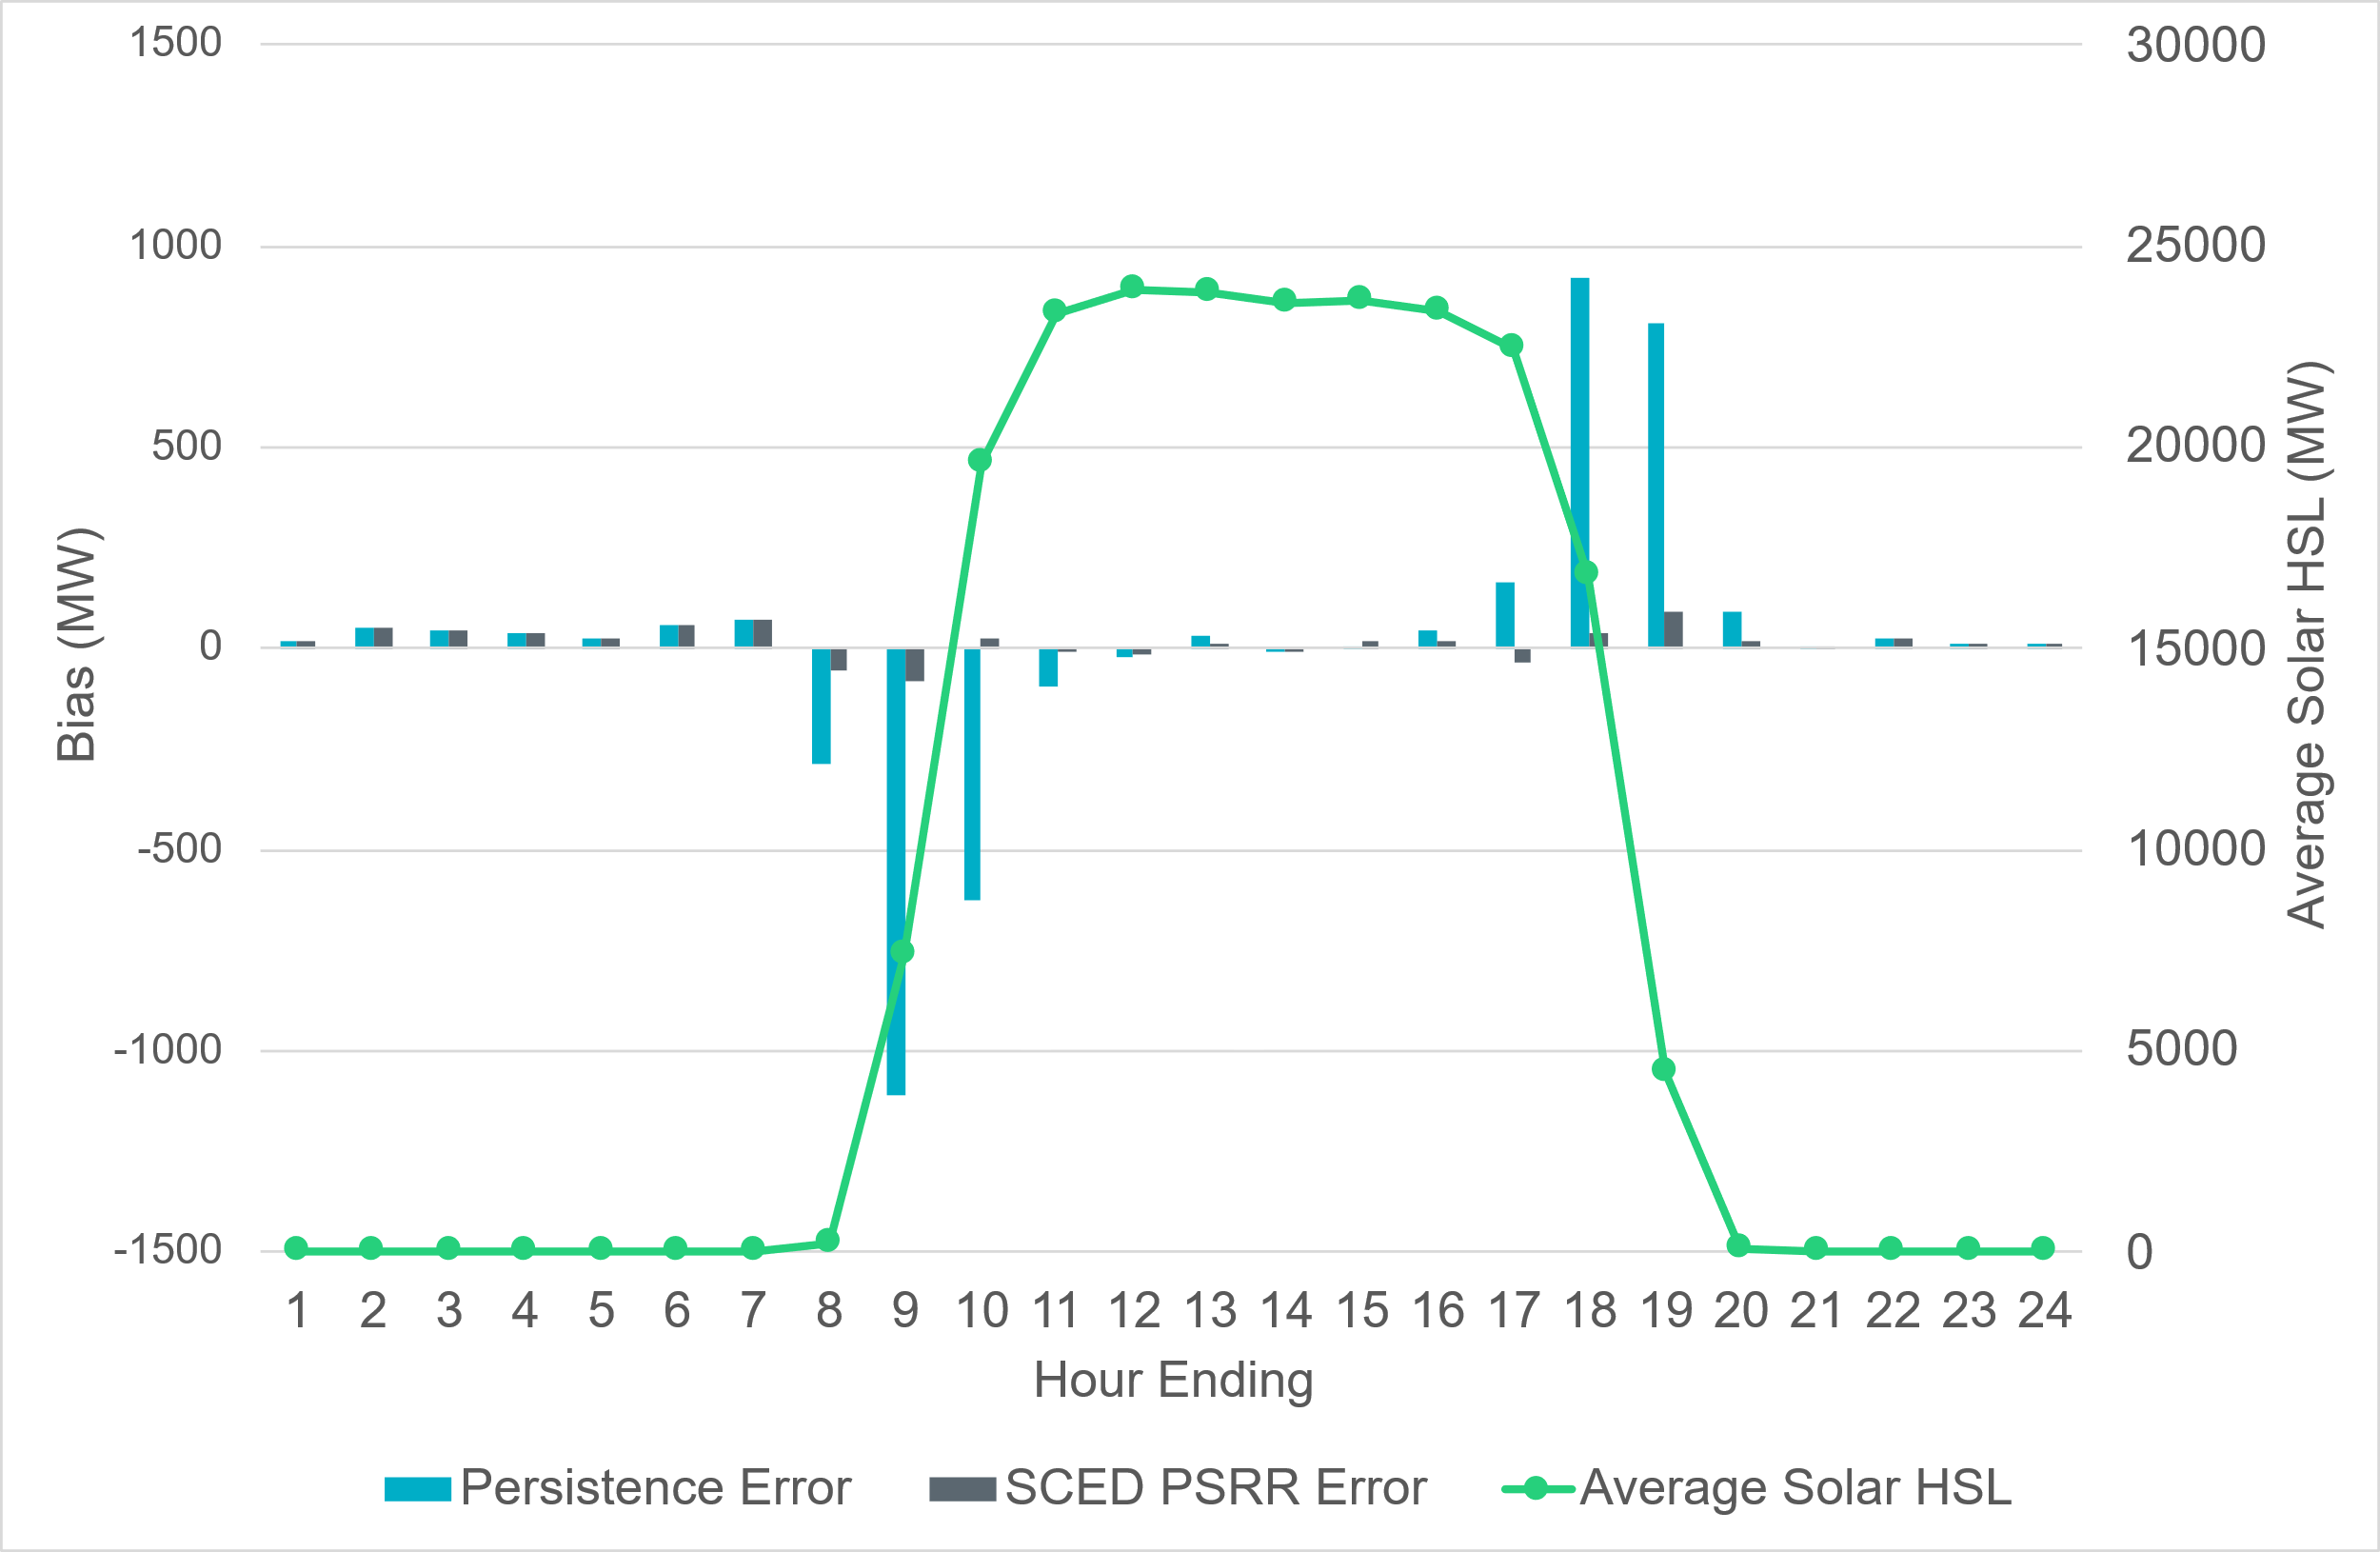 1500
1000
500
0
-500
-1000
-1500
Bias (MW)
30000
25000
20000
15000
10000
5000
0
Average Solar HSL (MW)
1 2 3 4 5 6 7 8 9 10 11 12 13 14 15 16 17 18 19 20 21 22 23 24
Hour Ending
Persistence Error SCED PSRR Error Average Solar HSL